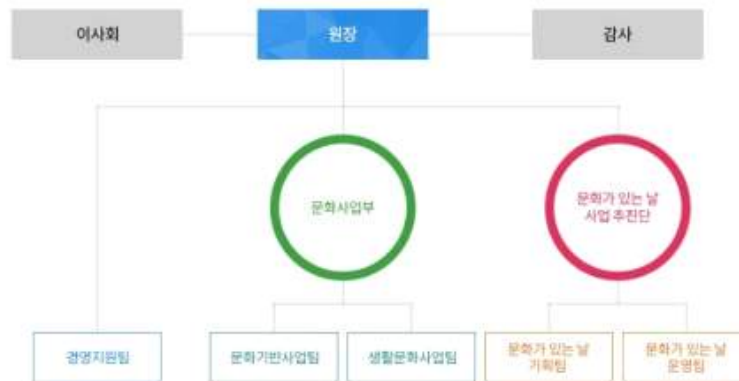 이사회
원장
감사
문화사업부
문화가 있는 날
사업 추진단
경영지원팀
문화기반사업팀
생활문화사업팀
문화가 있는 날
기획팀
문화가 있는 날
운영팀